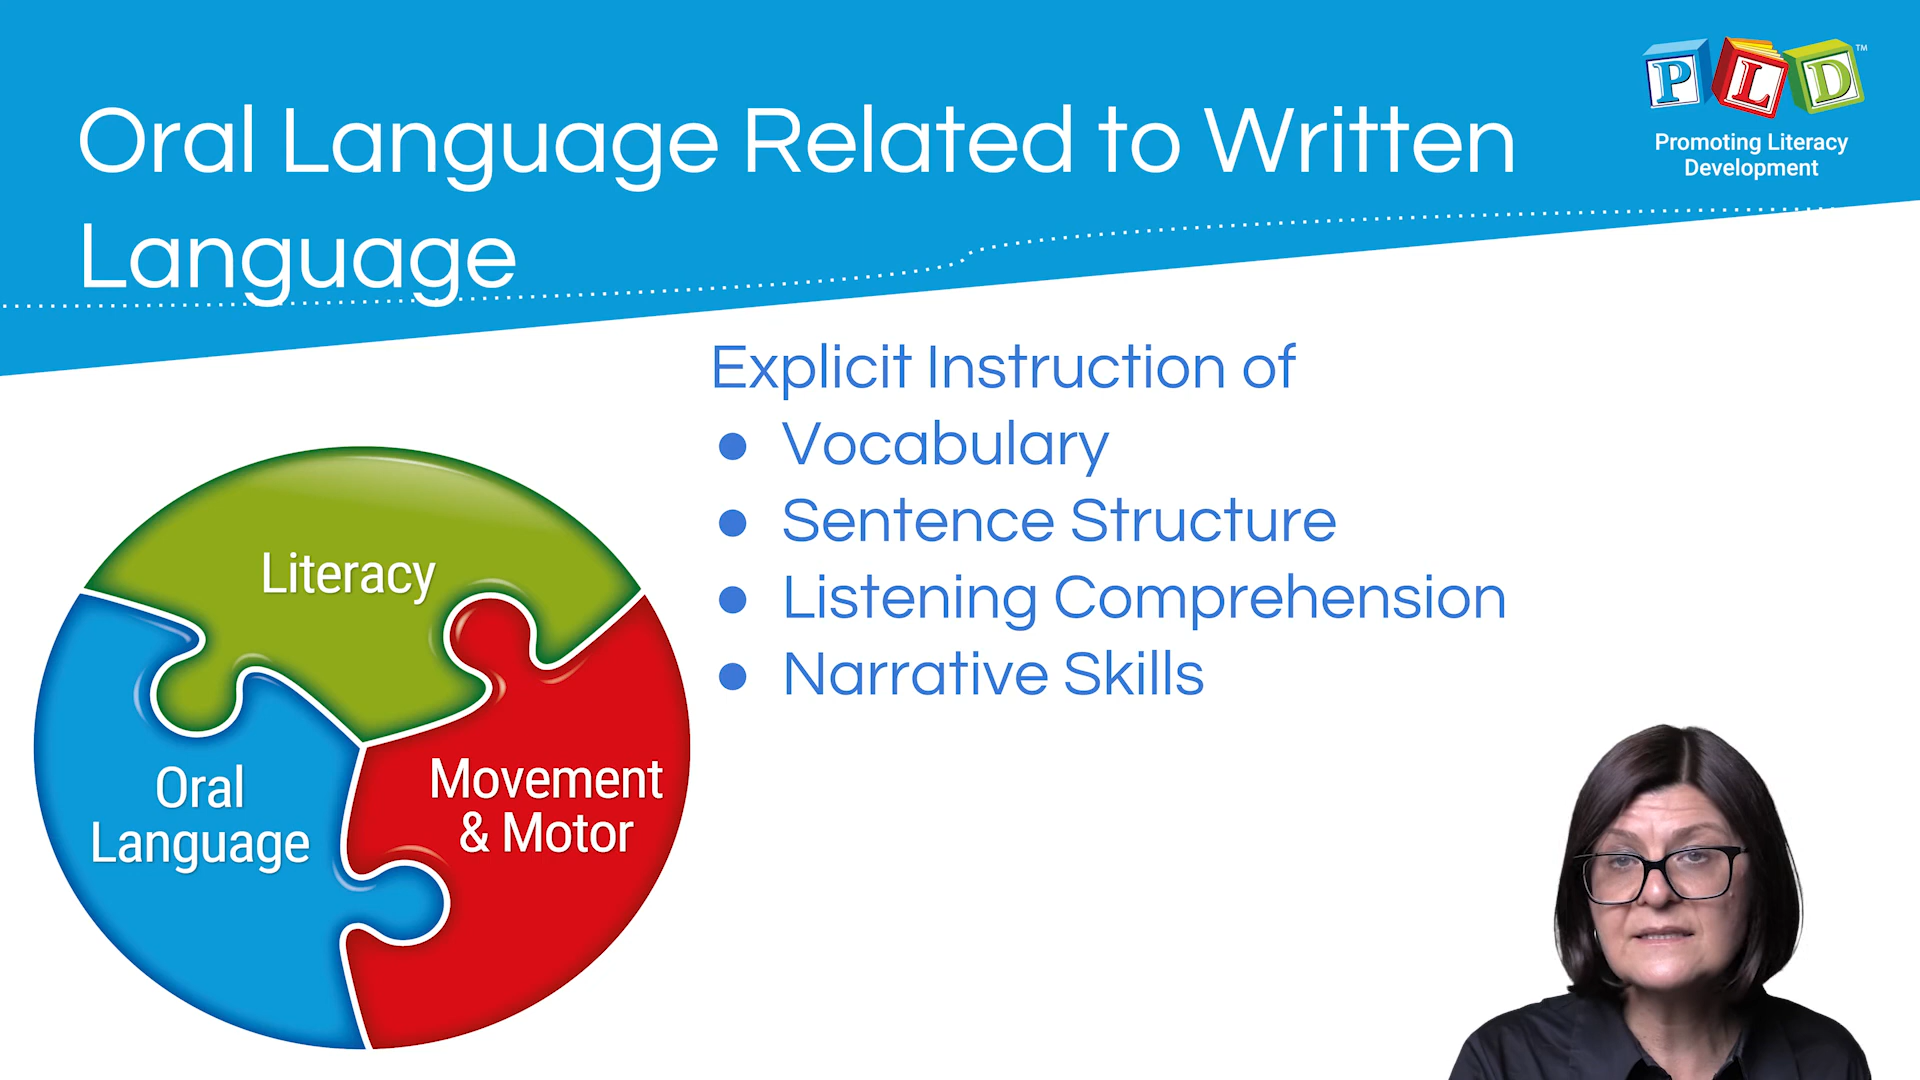 Oral Language Related to Written
Language
P L D ™
Promoting Literacy
Development
Explicit Instruction of
● Vocabulary
● Sentence Structure
● Listening Comprehension
● Narrative Skills
Literacy
Oral
Language
Movement
& Motor